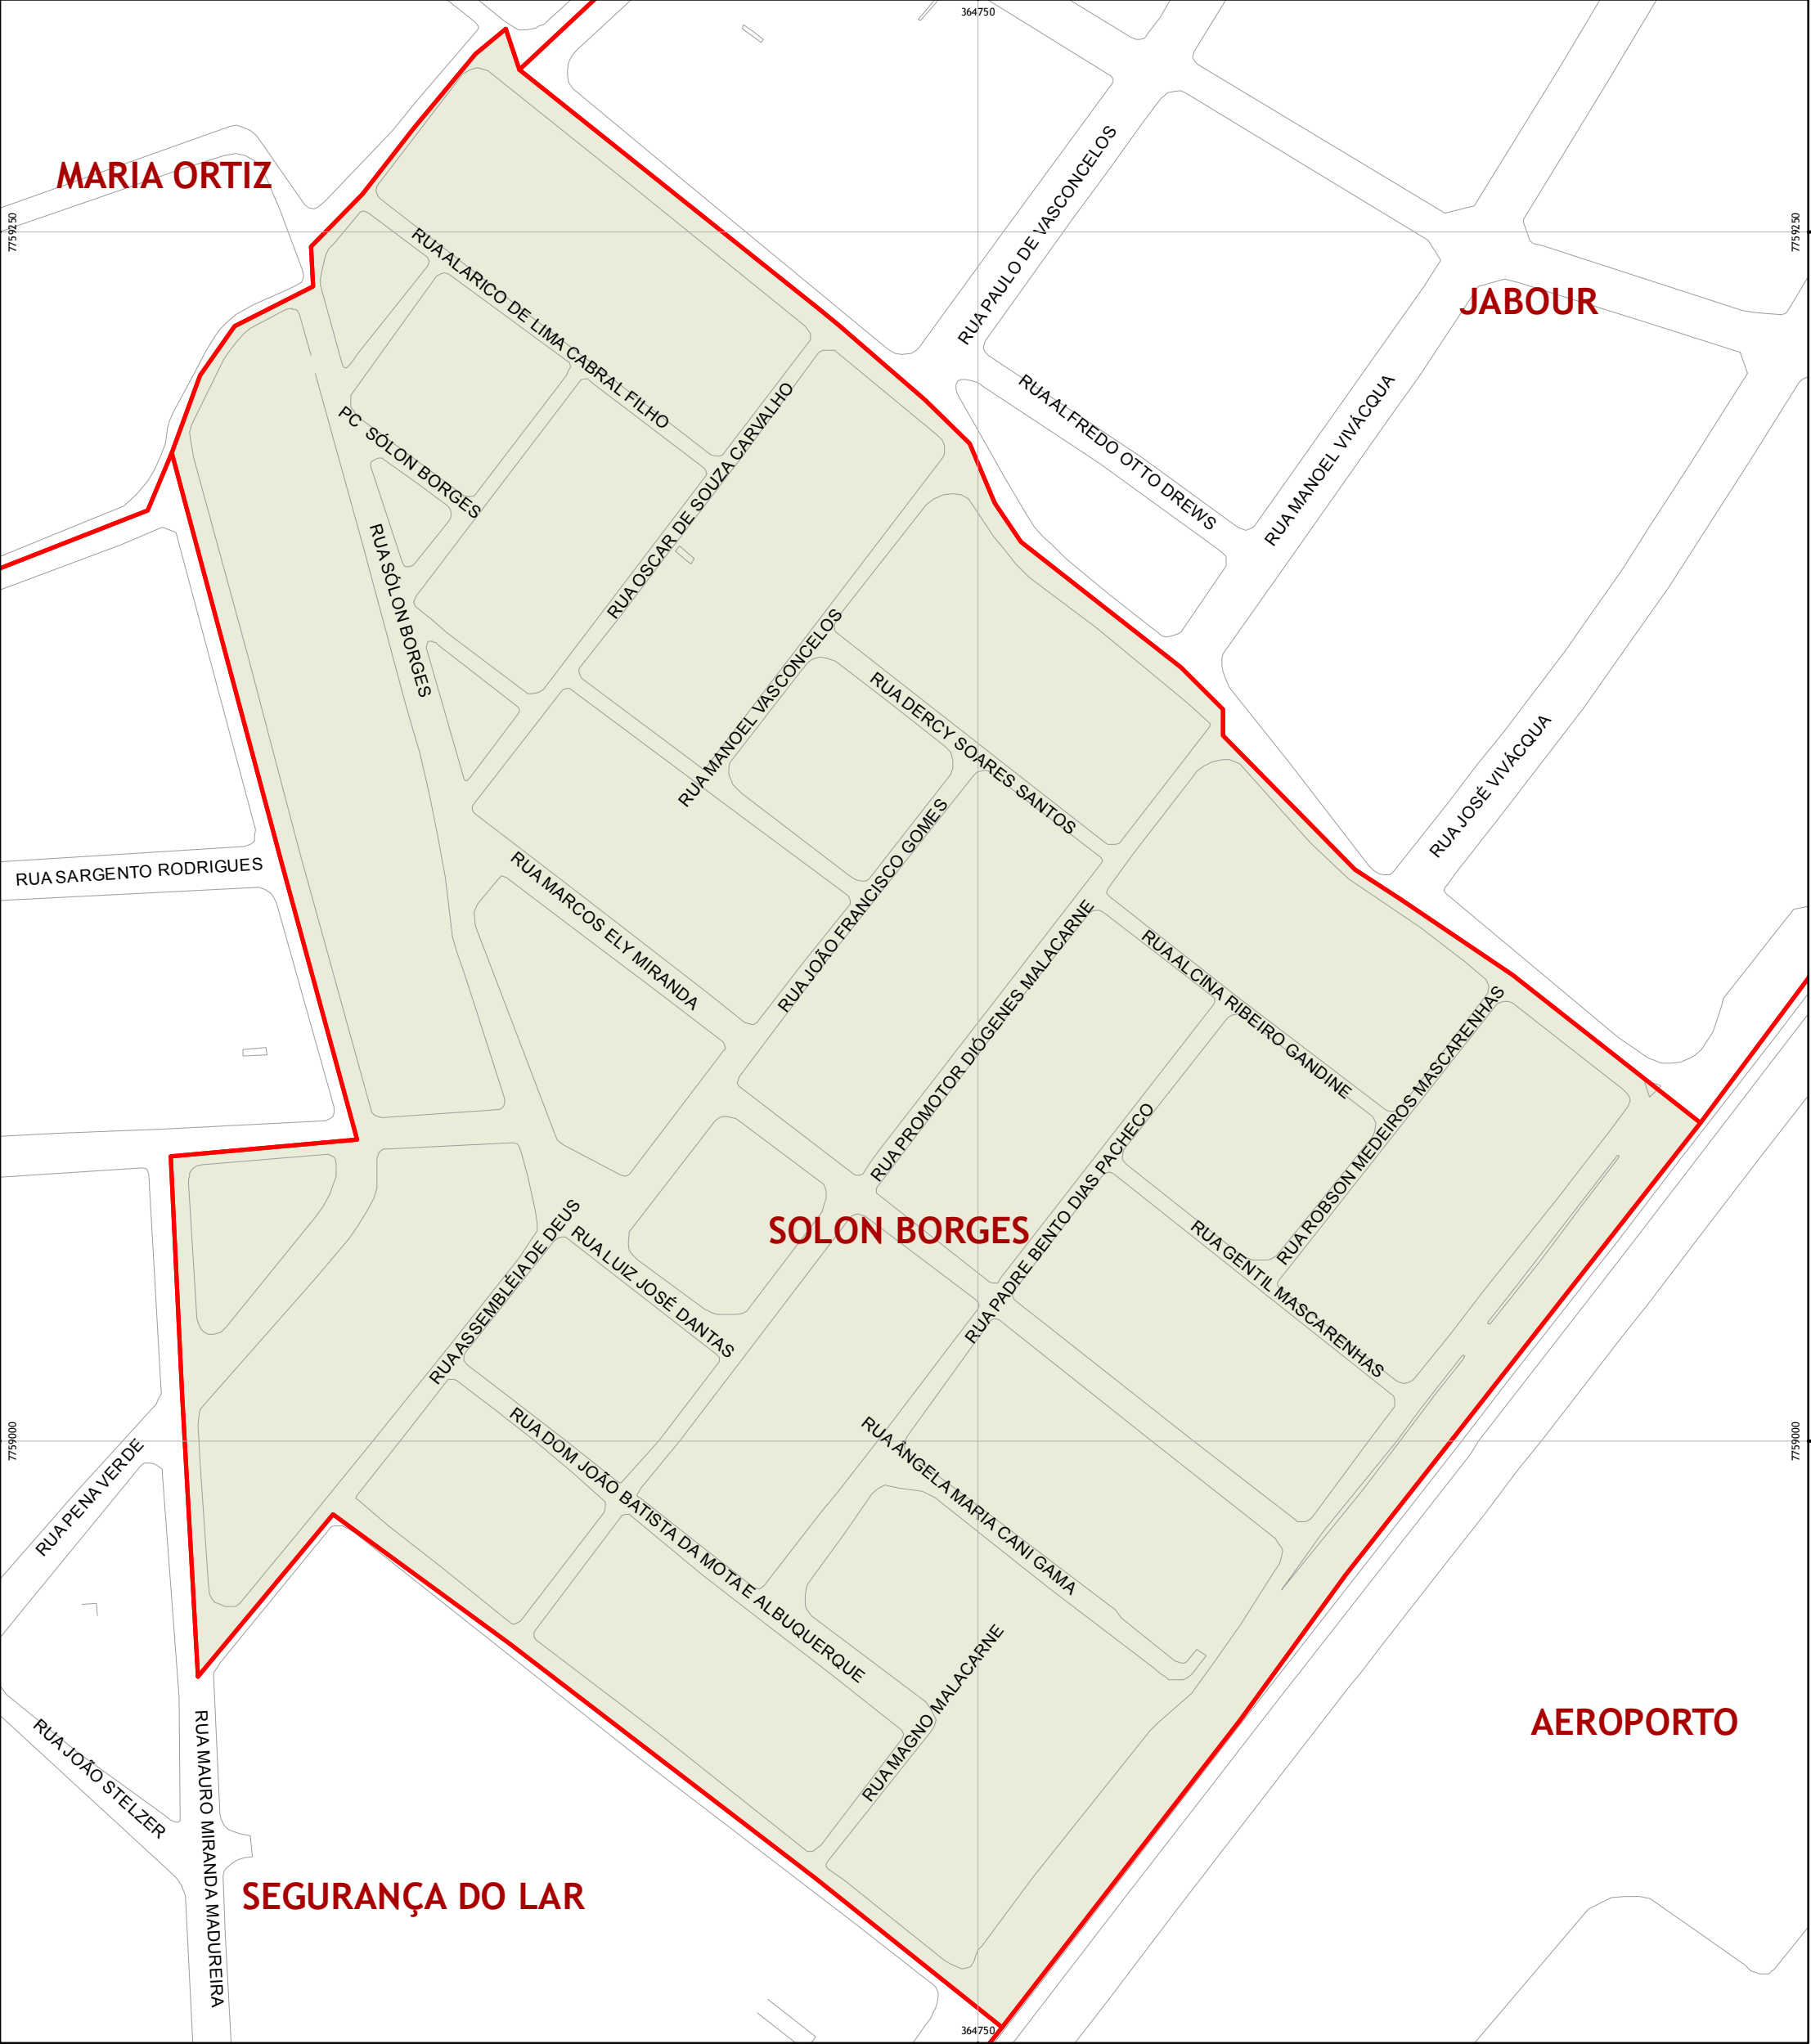 364750
MARIA ORTIZ
7759250
7759250
RUA PAULO DE VASCONCELOS
RUA ALARICO DE LIMA CABRAL FILHO
JABOUR
RUA ALFREDO OTTO DREWS
RUA MANOEL VIVÁCQUA
PC SÓLON BORGES
RUA OSCAR DE SOUZA CARVALHO
RUA SÓLON BORGES
RUA MANOEL VASCONCELOS
RUA DERCY SOARES SANTOS
RUA JOSÉ VIVÁCQUA
RUA SARGENTO RODRIGUES
RUA MARCOS ELY MIRANDA
RUA JOÃO FRANCISCO GOMES
RUA PROMOTOR DIÓGENES MALACARNE
RUA ALCINA RIBEIRO GANDINE
RUA ROBSON MEDEIROS MASCARENHAS
RUA PADRE BENTO DIAS PACHECO
SOLON BORGES
RUA ASSEMBLÉIA DE DEUS
RUA LUIZ JOSÉ DANTAS
RUA GENTIL MASCARENHAS
RUA DOM JOÃO BATISTA DA MOTA E ALBUQUERQUE
RUA ÂNGELA MARIA CANI GAMA
7759000
7759000
RUA PENA VERDE
RUA MAGNO MALACARNE
AEROPORTO
RUA JOÃO STELZER
RUA MAURO MIRANDA MADUREIRA
SEGURANÇA DO LAR
364750